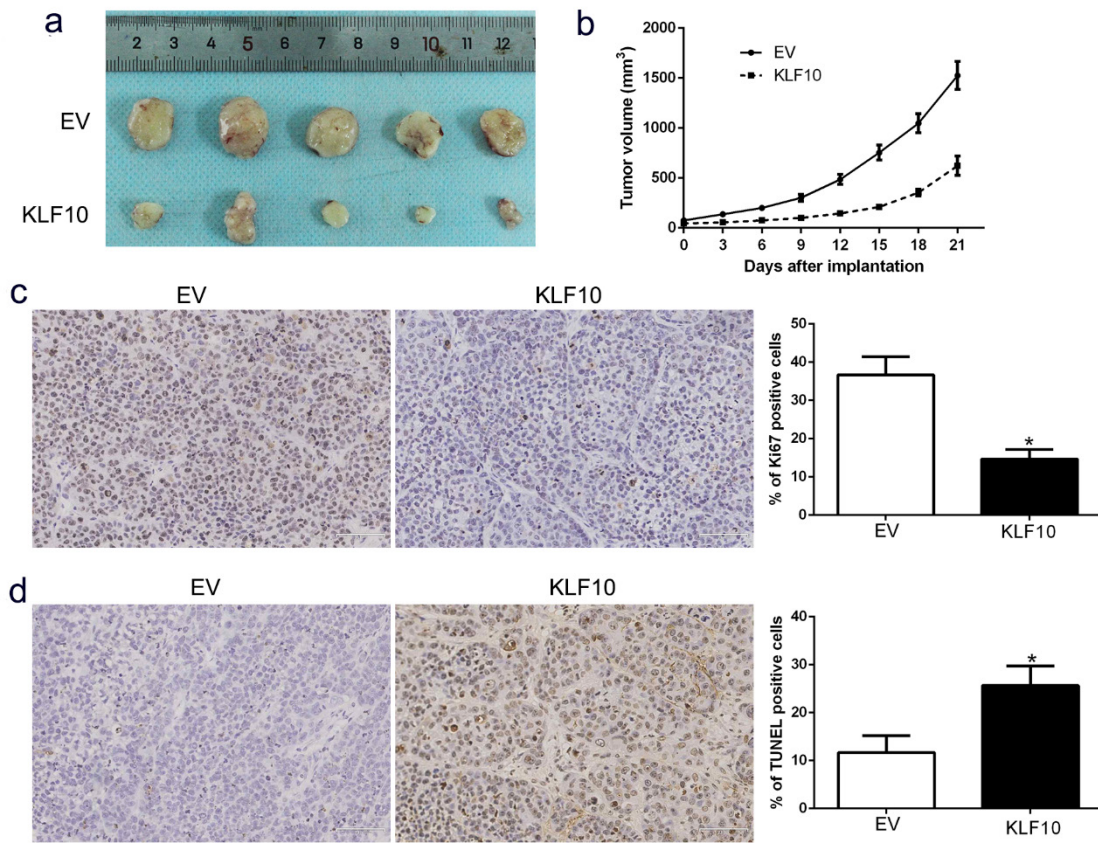 a
2 3 4 5 6 7 8 9 10 11 12
EV
KLF10
b
2000
1500
1000
500
0
Tumor volume (mm³)
EV
KLF10
0 3 6 9 12 15 18 21
Days after implantation
c
EV
KLF10
50
40
30
20
10
0
% of Ki67 positive cells
*
EV
KLF10
d
EV
KLF10
40
30
20
10
0
% of TUNEL positive cells
*
EV
KLF10